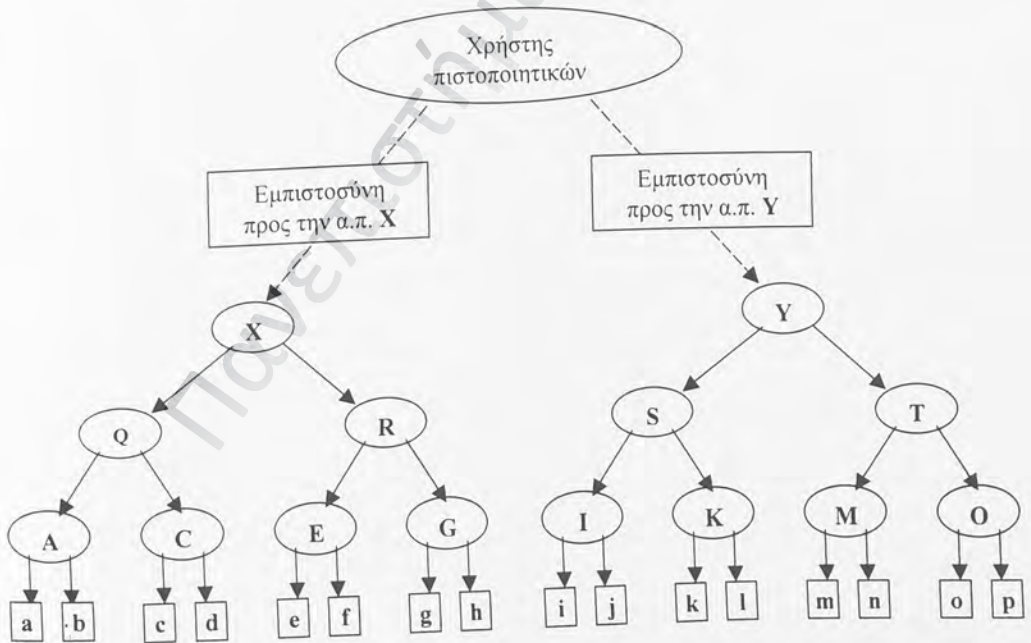 Χρήστης
πιστοποιητικών
Εμπιστοσύνη
προς την α.π. X
Εμπιστοσύνη
προς την α.π. Y
X
Y
Q
R
S
T
A
C
E
G
I
K
M
O
a
b
c
d
e
f
g
h
i
j
k
l
m
n
o
p